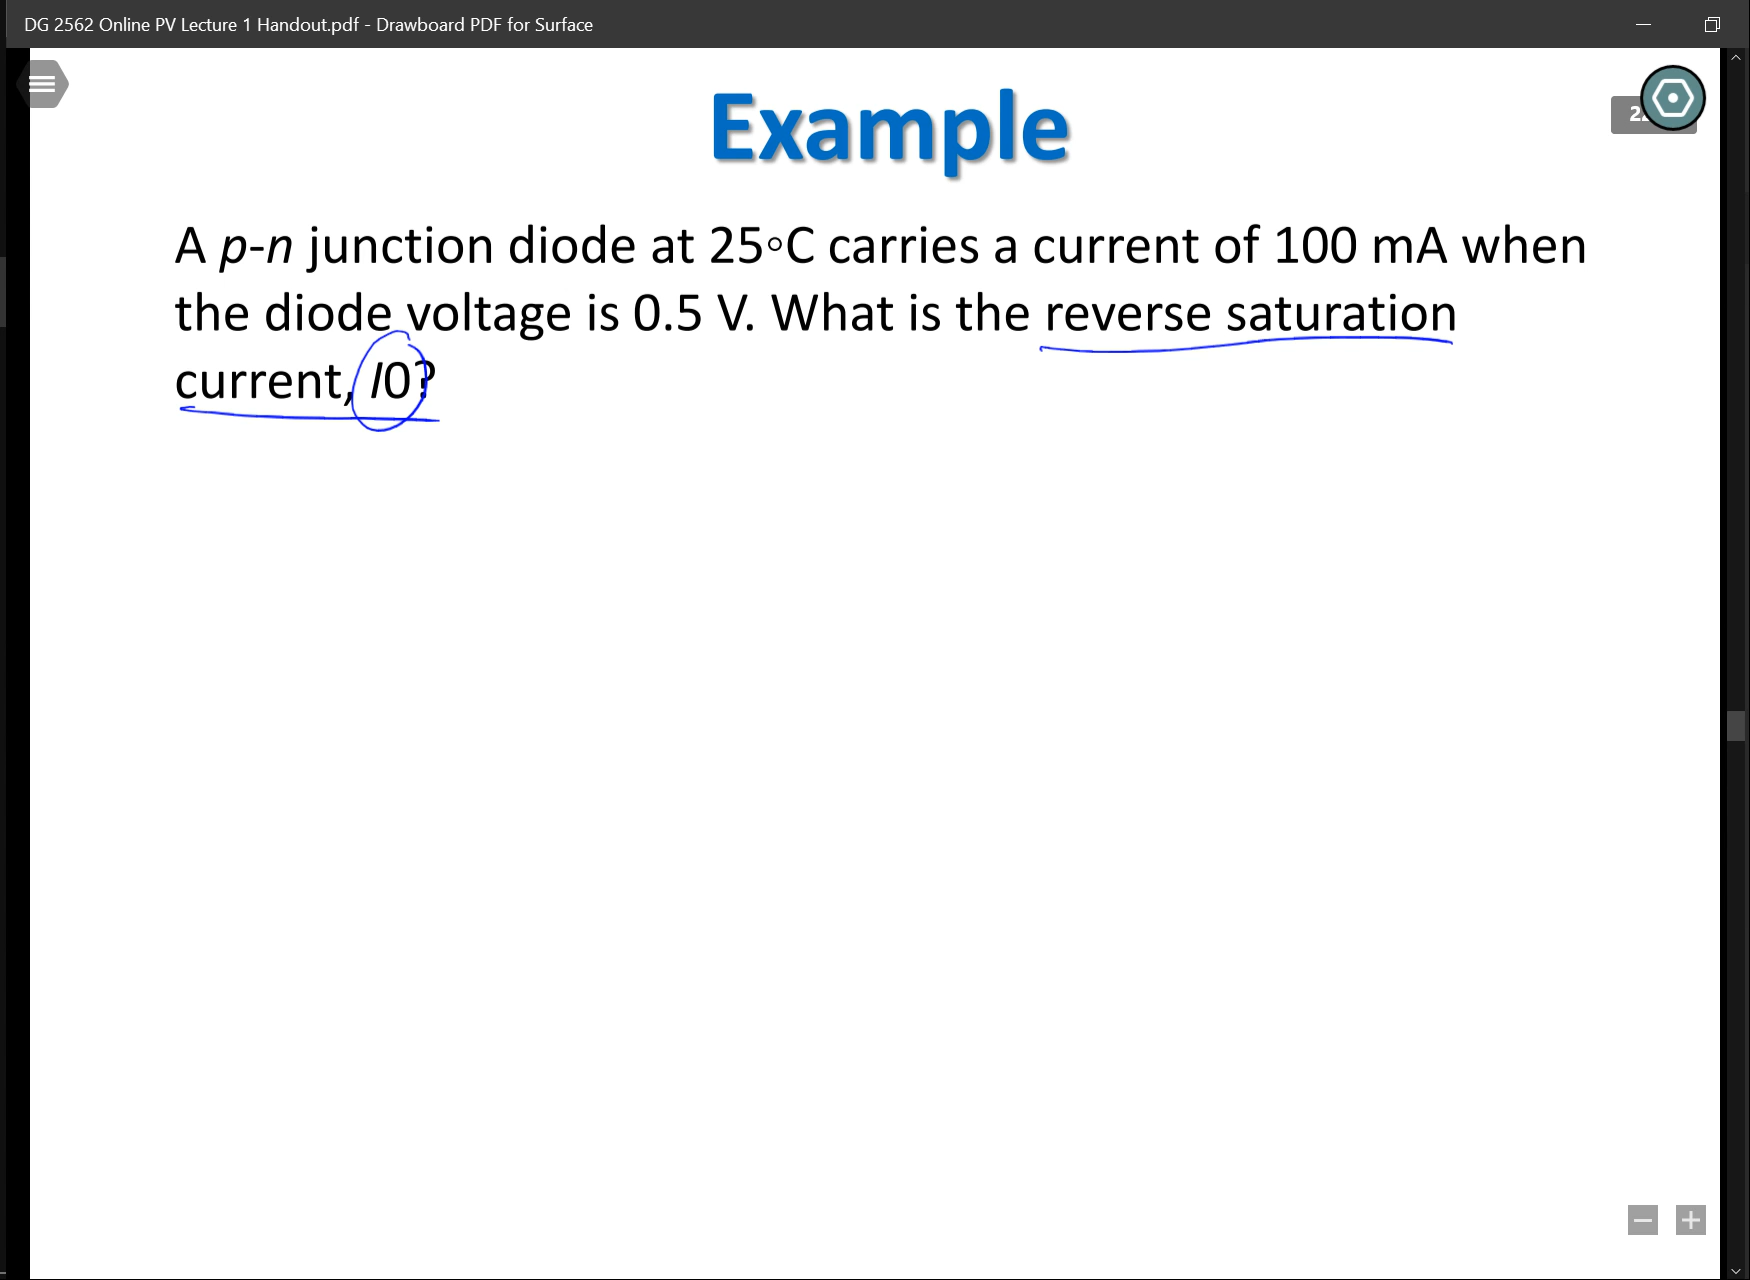 DG 2562 Online PV Lecture 1 Handout.pdf - Drawboard PDF for Surface
Example
A p-n junction diode at 25∘C carries a current of 100 mA when
the diode voltage is 0.5 V. What is the reverse saturation
current, I0?